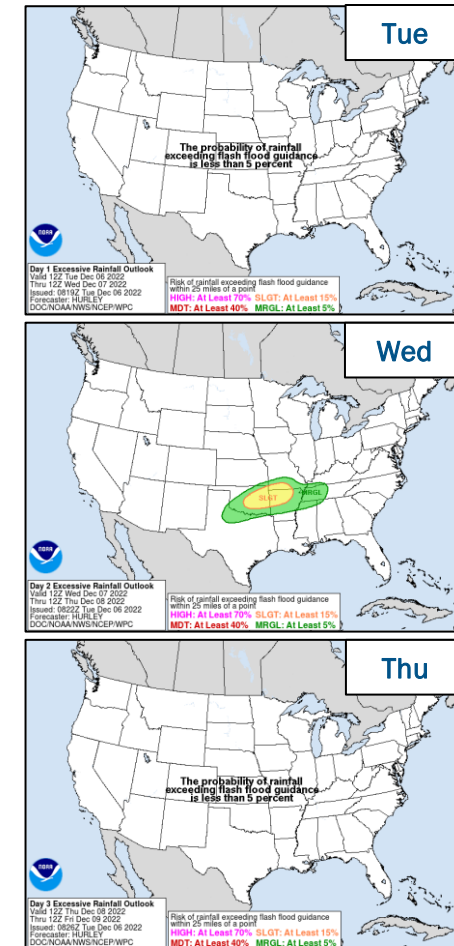 Tue
The probability of rainfall
exceeding flash flood guidance
is less than 5 percent
NOAA
Day 1 Excessive Rainfall Outlook
Valid 12Z Tue Dec 06 2022
Thru 12Z Wed Dec 07 2022
Issued: 0819Z Tue Dec 06 2022
Forecaster: HURLEY
DOC/NOAA/NWS/NCEP/WPC
Risk of rainfall exceeding flash flood guidance
within 25 miles of a point
HIGH: At Least 70% SLGT: At Least 15%
MDT: At Least 40% MRGL: At Least 5%
Wed
SLGT
MRGL
NOAA
Day 2 Excessive Rainfall Outlook
Valid 12Z Wed Dec 07 2022
Thru 12Z Thu Dec 08 2022
Issued: 0822Z Tue Dec 06 2022
Forecaster: HURLEY
DOC/NOAA/NWS/NCEP/WPC
Risk of rainfall exceeding flash flood guidance
within 25 miles of a point
HIGH: At Least 70% SLGT: At Least 15%
MDT: At Least 40% MRGL: At Least 5%
Thu
The probability of rainfall
exceeding flash flood guidance
is less than 5 percent
NOAA
Day 3 Excessive Rainfall Outlook
Valid 12Z Thu Dec 08 2022
Thru 12Z Fri Dec 09 2022
Issued: 0826Z Tue Dec 06 2022
Forecaster: HURLEY
DOC/NOAA/NWS/NCEP/WPC
Risk of rainfall exceeding flash flood guidance
within 25 miles of a point
HIGH: At Least 70% SLGT: At Least 15%
MDT: At Least 40% MRGL: At Least 5%